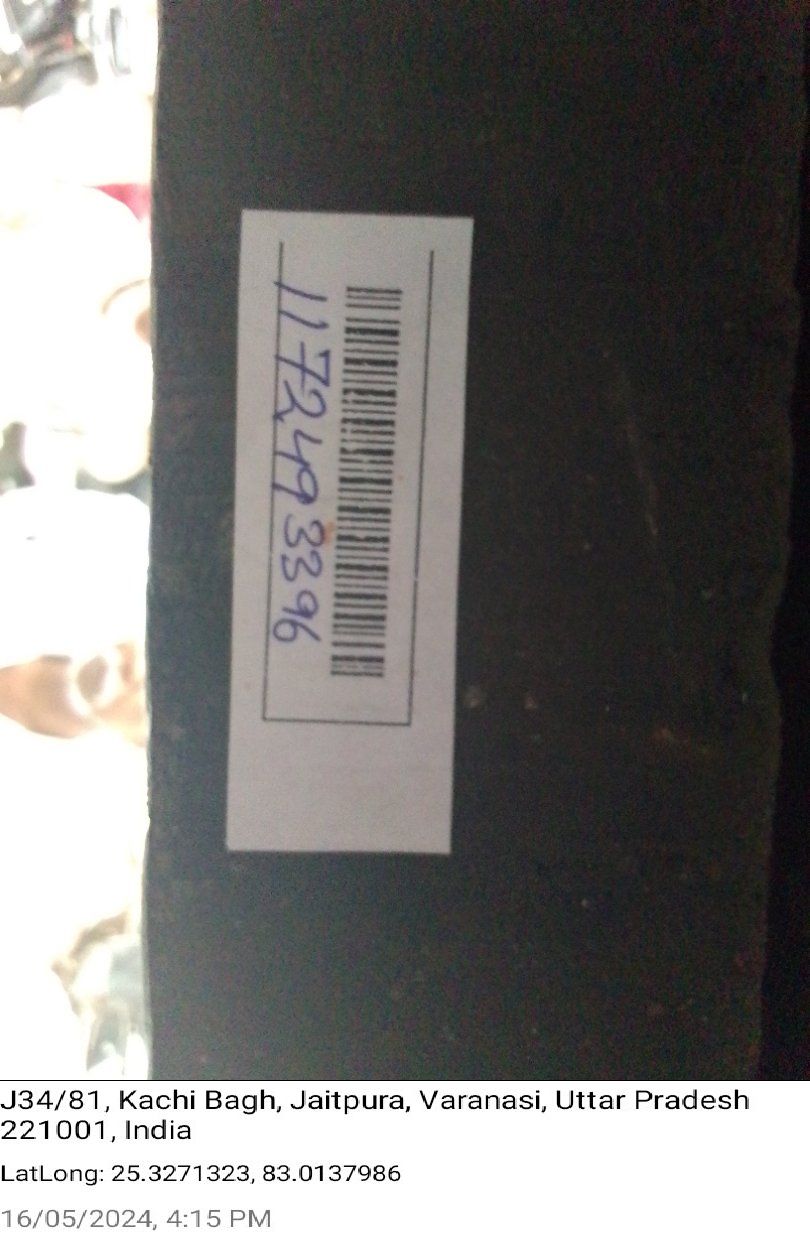 1172493396
J34/81, Kachi Bagh, Jaitpura, Varanasi, Uttar Pradesh
221001, India
LatLong: 25.3271323, 83.0137986
16/05/2024, 4:15 PM